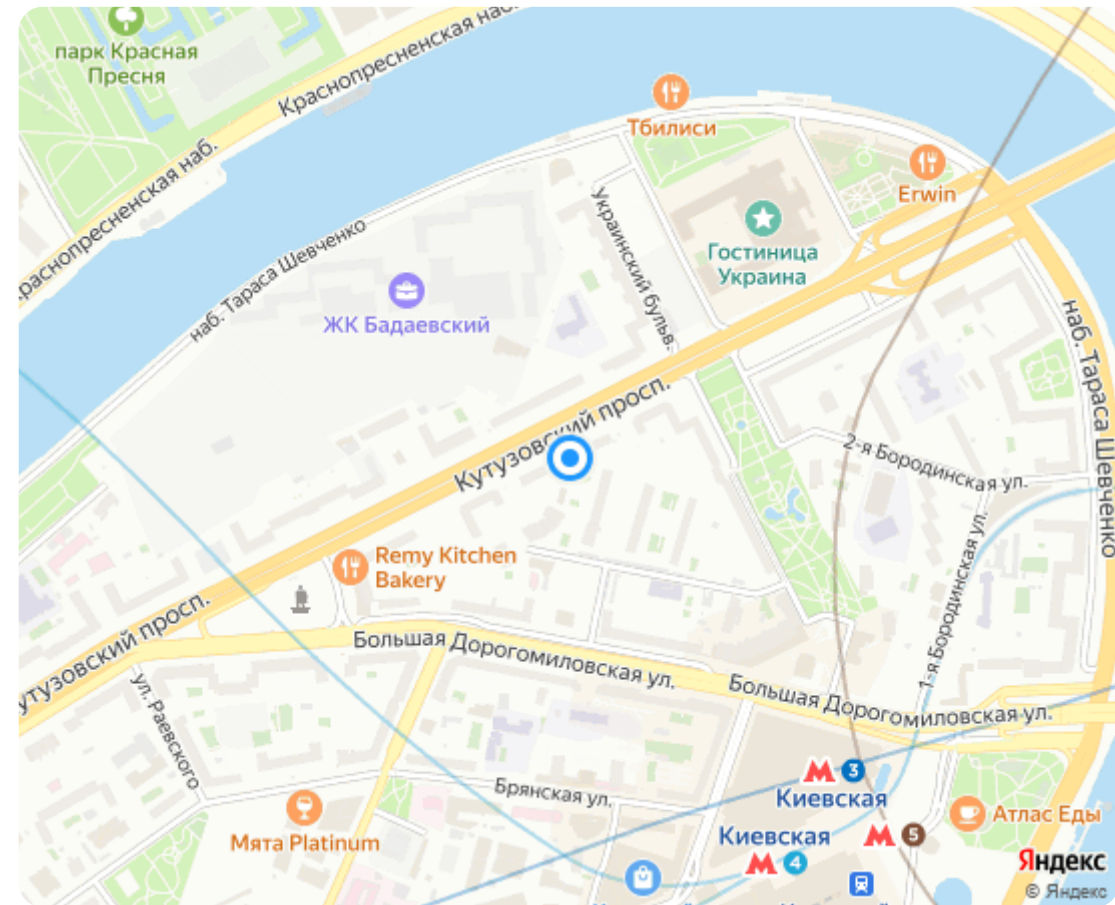 парк Красная
Пресня
Краснопресненская наб.
Тбилиси
Краснопресненская наб.
Erwin
Украинский бульв.
Гостиница
Украина
наб. Тараса Шевченко
ЖК Бадаевский
наб. Тараса Шевченко
Кутузовский просп.
2-я Бородинская ул.
Remy Kitchen
Bakery
1-я Бородинская ул.
Кутузовский просп.
Большая Дорогомиловская ул.
Большая Дорогомиловская ул.
ул. Раевского
3
Киевская
Брянская ул.
Атлас Еды
Мята Platinum
Киевская
5
4
Яндекс
© Яндекс